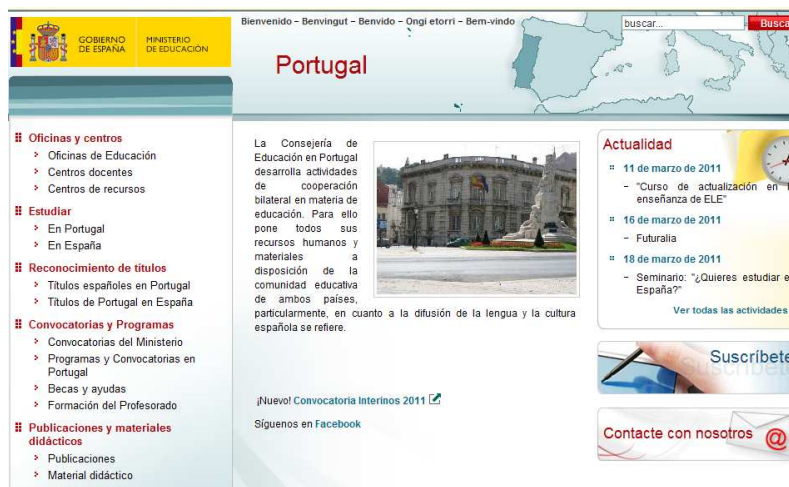 Bienvenido – Benvingut – Benvido – Ongi etorri – Bem-vindo
buscar...
GOBIERNO
DE ESPAÑA
MINISTERIO
DE EDUCACIÓN
Portugal
Oficinas y centros
Oficinas de Educación
Centros docentes
Centros de recursos
Estudiar
En Portugal
En España
Reconocimiento de títulos
Títulos españoles en Portugal
Títulos de Portugal en España
Convocatorias y Programas
Convocatorias del Ministerio
Programas y Convocatorias en
Portugal
Becas y ayudas
Formación del Profesorado
Publicaciones y materiales
didácticos
Publicaciones
Material didáctico
La Consejería de
Educación en Portugal
desarrolla actividades
de cooperación
bilateral en materia de
educación. Para ello
pone todos sus
recursos humanos y
materiales a
disposición de la
comunidad educativa
de ambos países,
particularmente, en cuanto a la difusión de la lengua y la cultura
española se refiere.
¡Nuevo! Convocatoria Interinos 2011
Síguenos en Facebook
Actualidad
11 de marzo de 2011
– "Curso de actualización en
enseñanza de ELE"
16 de marzo de 2011
– Futuralia
18 de marzo de 2011
– Seminario: "¿Quieres estudiar
España?"
Ver todas las actividades
Suscríbete
Contacte con nosotros @